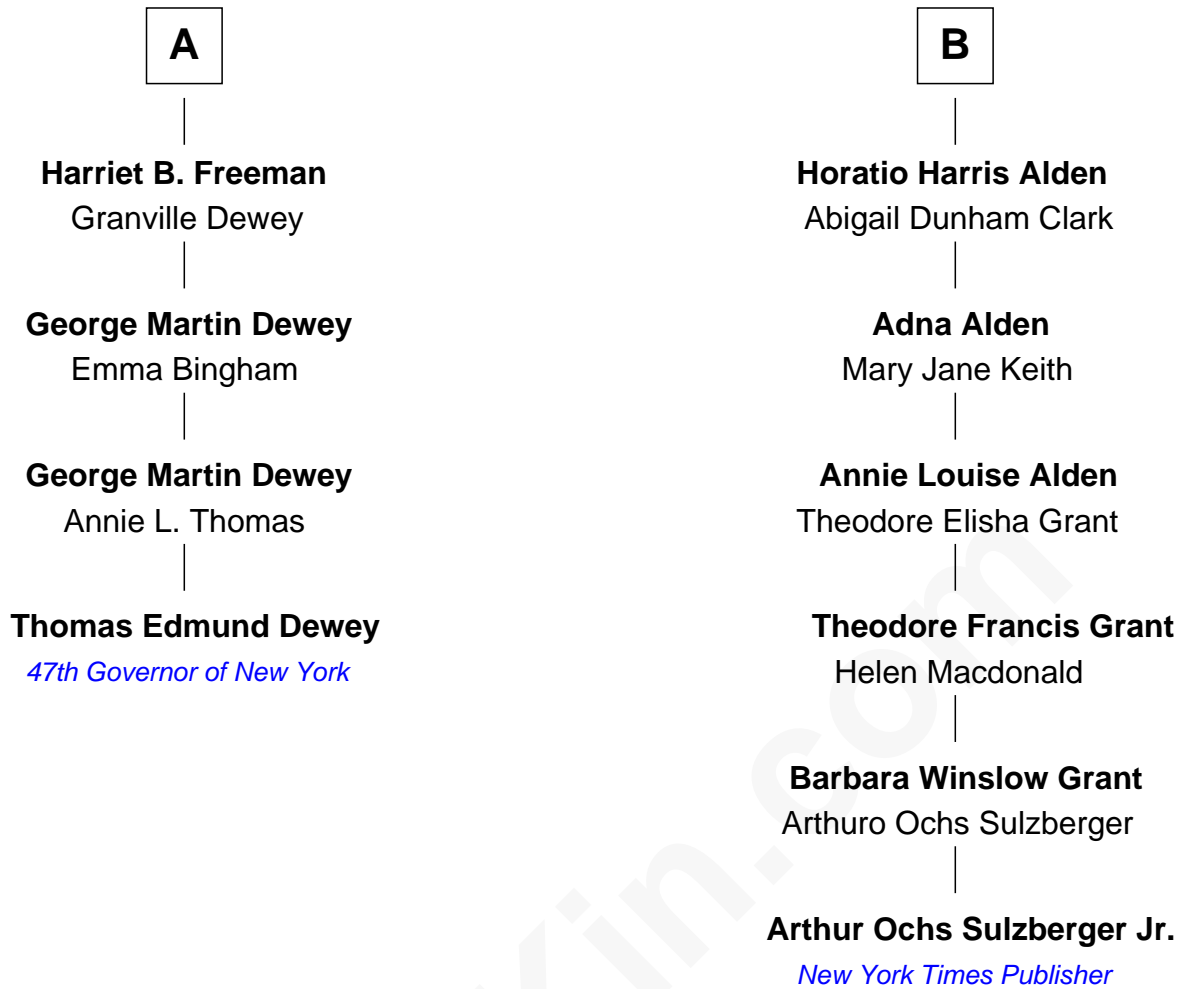 A
Harriet B. Freeman
Granville Dewey
George Martin Dewey
Emma Bingham
George Martin Dewey
Annie L. Thomas
Thomas Edmund Dewey
47th Governor of New York
B
Horatio Harris Alden
Abigail Dunham Clark
Adna Alden
Mary Jane Keith
Annie Louise Alden
Theodore Elisha Grant
Theodore Francis Grant
Helen Macdonald
Barbara Winslow Grant
Arthuro Ochs Sulzberger
Arthur Ochs Sulzberger Jr.
New York Times Publisher
Kin.com